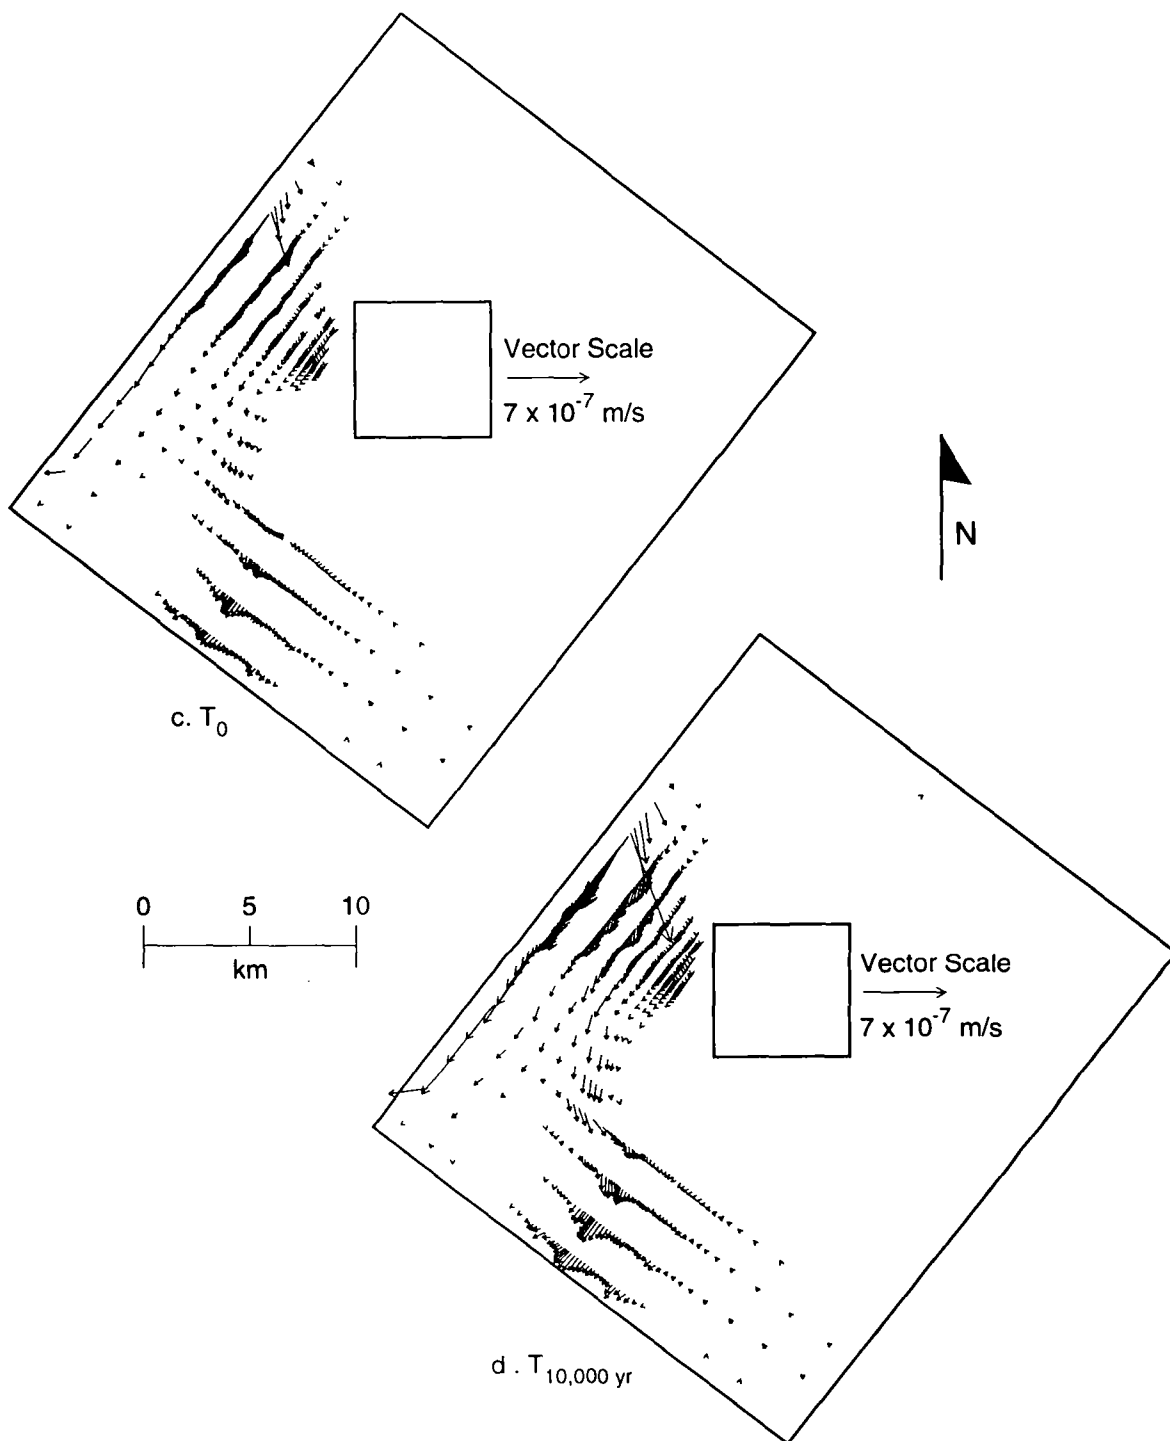 Vector Scale
7 x 10⁻⁷ m/s
N
c. T₀
0 5 10
km
Vector Scale
7 x 10⁻⁷ m/s
d . T₁₀,₀₀₀ yr